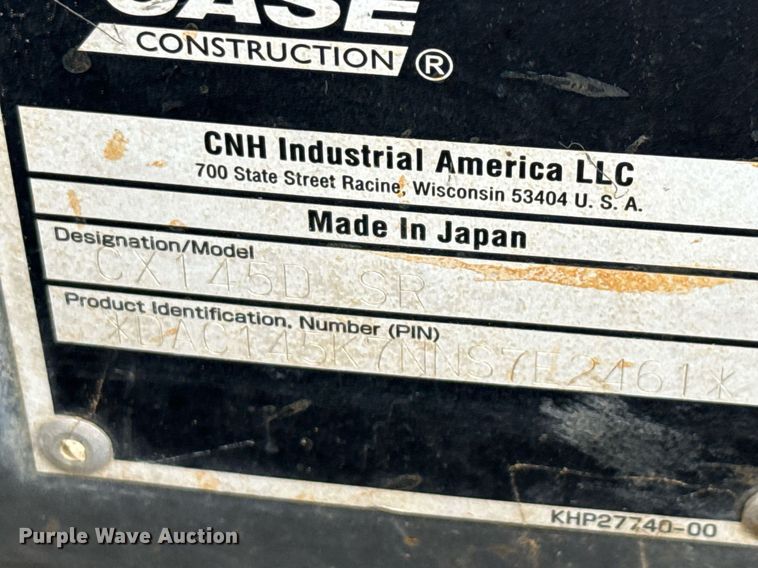 CASE
CONSTRUCTION ®
CNH Industrial America LLC
700 State Street Racine, Wisconsin 53404 U. S. A.
Made In Japan
Designation/Model
CX145D SR
Product Identification. Number (PIN)
*DAC145K7NNS7E2461*
KHP27740-00
Purple Wave Auction